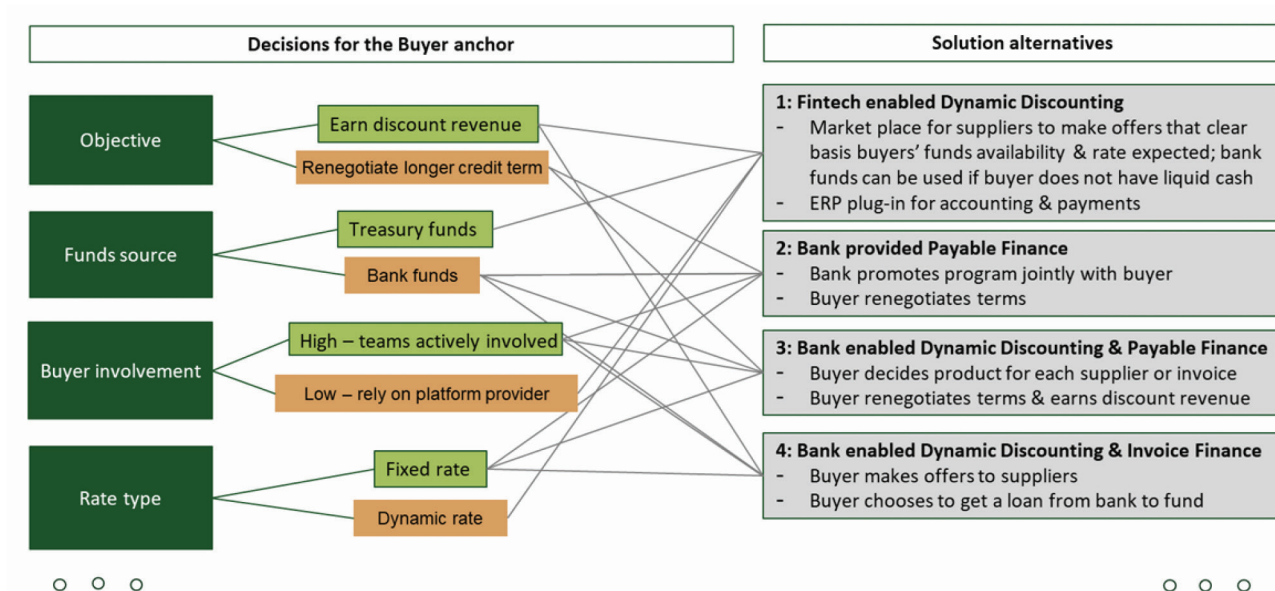 Decisions for the Buyer anchor
Solution alternatives
Objective
Earn discount revenue
Renegotiate longer credit term
Funds source
Treasury funds
Bank funds
Buyer involvement
High – teams actively involved
Low – rely on platform provider
Rate type
Fixed rate
Dynamic rate
1: Fintech enabled Dynamic Discounting
- Market place for suppliers to make offers that clear
basis buyers' funds availability & rate expected; bank
funds can be used if buyer does not have liquid cash
- ERP plug-in for accounting & payments
2: Bank provided Payable Finance
- Bank promotes program jointly with buyer
- Buyer renegotiates terms
3: Bank enabled Dynamic Discounting & Payable Finance
- Buyer decides product for each supplier or invoice
- Buyer renegotiates terms & earns discount revenue
4: Bank enabled Dynamic Discounting & Invoice Finance
- Buyer makes offers to suppliers
- Buyer chooses to get a loan from bank to fund